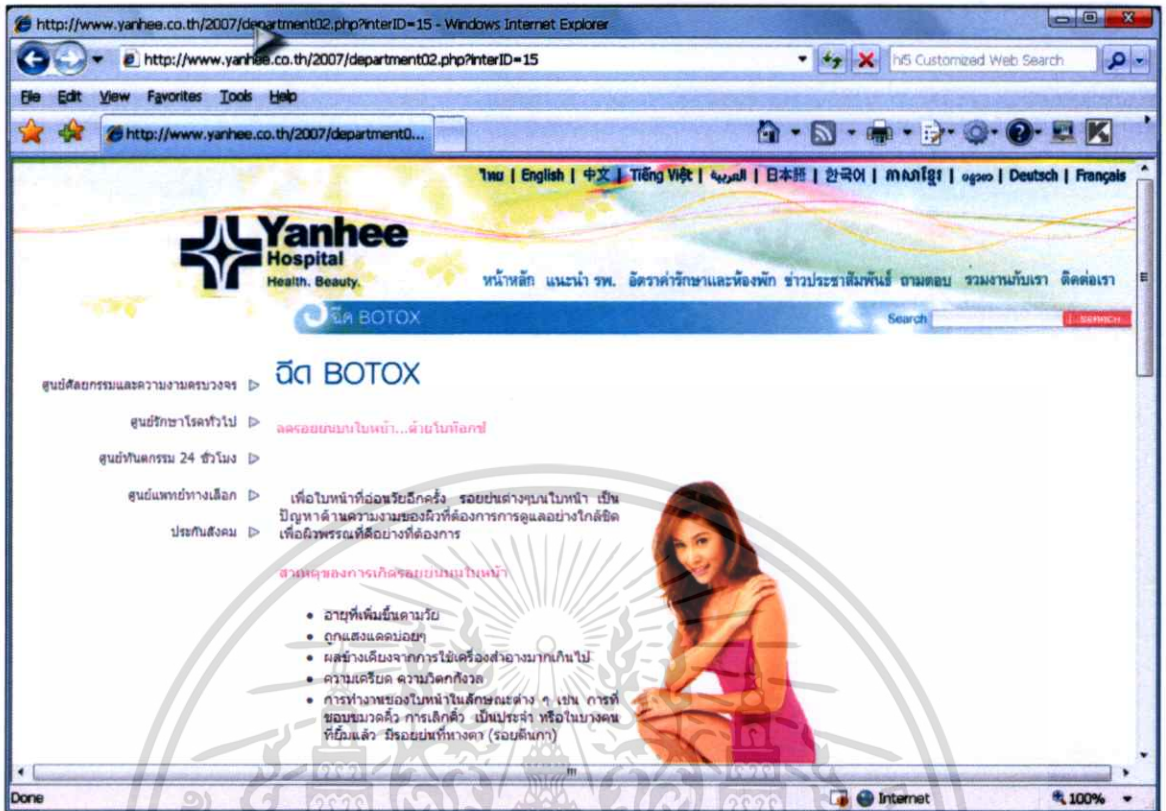 http://www.yanhee.co.th/2007/department02.php?interID=15 - Windows Internet Explorer
http://www.yanhee.co.th/2007/department02.php?interID=15
hi5 Customized Web Search
File Edit View Favorites Tools Help
http://www.yanhee.co.th/2007/department0...
ไทย | English | 中文 | Tiếng Việt | العربية | 日本語 | 한국어 | ភាសាខ្មែរ | Deutsch | Français
Yanhee
Hospital
Health. Beauty.
หน้าหลัก แนะนำ รพ. อัตราค่ารักษาและห้องพัก ข่าวประชาสัมพันธ์ ถามตอบ ร่วมงานกับเรา ติดต่อเรา
ฉีด BOTOX
Search
SEARCH
ฉีด BOTOX
ศูนย์ศัลยกรรมและความงามครบวงจร
ศูนย์รักษาโรคทั่วไป
ศูนย์ทันตกรรม 24 ชั่วโมง
ศูนย์แพทย์ทางเลือก
ประกันสังคม
ลดรอยย่นบนใบหน้า...ด้วยโบท๊อกซ์
เพื่อใบหน้าที่อ่อนวัยอีกครั้ง รอยย่นต่างๆบนใบหน้า เป็น
ปัญหาด้านความงามของผิวที่ต้องการการดูแลอย่างใกล้ชิด
เพื่อผิวพรรณที่ดีอย่างที่ต้องการ
สาเหตุของการเกิดรอยย่นบนใบหน้า
• อายุที่เพิ่มขึ้นตามวัย
• ถูกแสงแดดบ่อยๆ
• ผลข้างเคียงจากการใช้เครื่องสำอางมากเกินไป
• ความเครียด ความวิตกกังวล
• การทำงานของใบหน้าในลักษณะต่าง ๆ เช่น การที่
ชอบขมวดคิ้ว การเลิกคิ้ว เป็นประจำ หรือในบางคน
ที่ยิ้มแล้ว มีรอยย่นที่หางตา (รอยตีนกา)
Done
Internet
100%